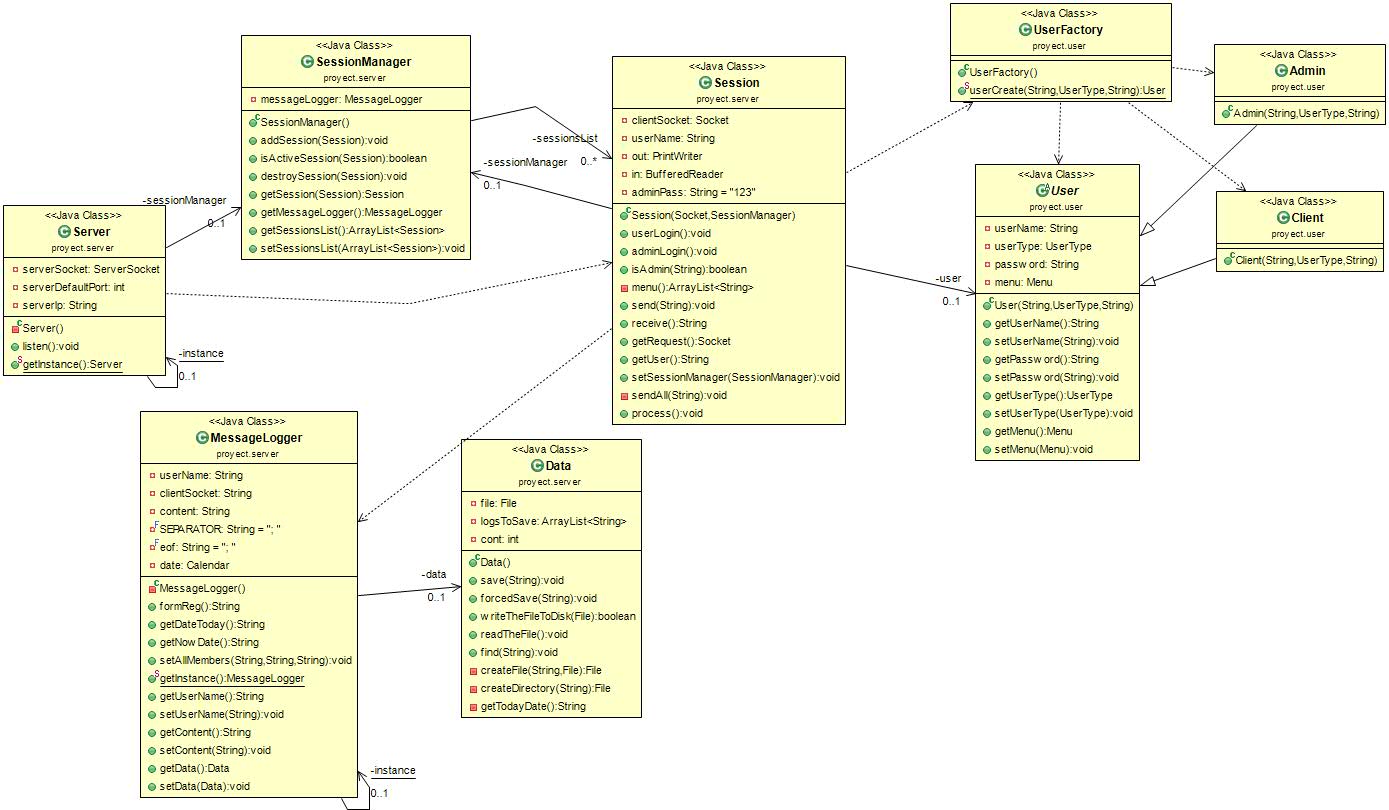 <<Java Class>>
SessionManager
proyect.server
messageLogger: MessageLogger
SessionManager()
addSession(Session):void
isActiveSession(Session):boolean
destroySession(Session):void
getSession(Session):Session
getMessageLogger():MessageLogger
getSessionsList():ArrayList<Session>
setSessionsList(ArrayList<Session>):void
-sessionsList
0..*
-sessionManager
0..1
<<Java Class>>
Session
proyect.server
clientSocket: Socket
userName: String
out: PrintWriter
in: BufferedReader
adminPass: String = "123"
Session(Socket,SessionManager)
userLogin():void
adminLogin():void
isAdmin(String):boolean
menu():ArrayList<String>
send(String):void
receive():String
getRequest():Socket
getUser():String
setSessionManager(SessionManager):void
sendAll(String):void
process():void
<<Java Class>>
UserFactory
proyect.user
UserFactory()
userCreate(String,UserType,String):User
<<Java Class>>
Admin
proyect.user
Admin(String,UserType,String)
<<Java Class>>
User
proyect.user
userName: String
userType: UserType
password: String
menu: Menu
User(String,UserType,String)
getUserName():String
setUserName(String):void
getPassword():String
setPassword(String):void
getUserType():UserType
setUserType(UserType):void
getMenu():Menu
setMenu(Menu):void
<<Java Class>>
Client
proyect.user
Client(String,UserType,String)
-user
0..1
-sessionManager
0..1
<<Java Class>>
Server
proyect.server
serverSocket: ServerSocket
serverDefaultPort: int
serverIp: String
Server()
listen():void
getInstance():Server
-instance
0..1
<<Java Class>>
MessageLogger
proyect.server
userName: String
clientSocket: String
content: String
SEPARATOR: String = "; "
eof: String = "; "
date: Calendar
MessageLogger()
formReg():String
getDateToday():String
getNowDate():String
setAllMembers(String,String,String):void
getInstance():MessageLogger
getUserName():String
setUserName(String):void
getContent():String
setContent(String):void
getData():Data
setData(Data):void
-instance
0..1
-data
0..1
<<Java Class>>
Data
proyect.server
file: File
logsToSave: ArrayList<String>
cont: int
Data()
save(String):void
forcedSave(String):void
writeTheFileToDisk(File):boolean
readTheFile():void
find(String):void
createFile(String,File):File
createDirectory(String):File
getTodayDate():String